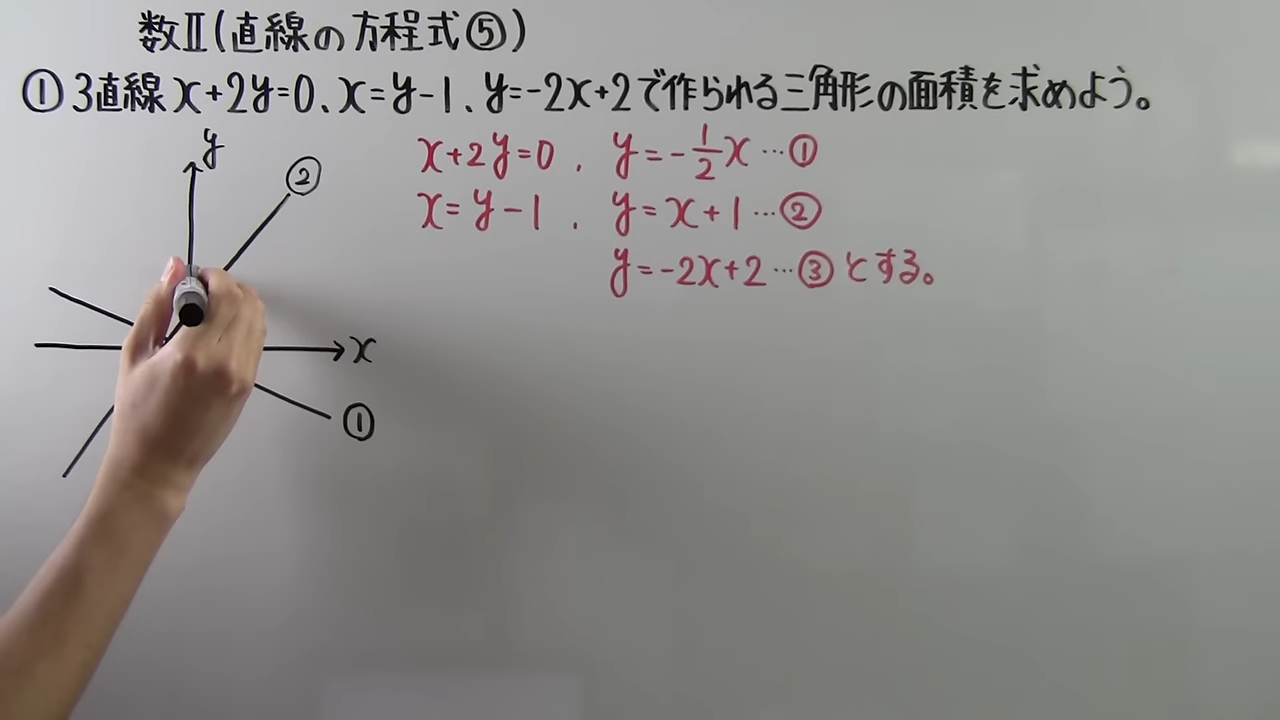 数Ⅱ(直線の方程式⑤)
① 3直線 x+2y=0、x=y-1、y=-2x+2で作られる三角形の面積を求めよう。
x+2y=0 , y=-1/2x…①
x=y-1 , y=x+1…②
y=-2x+2…③とする。
y
②
x
①